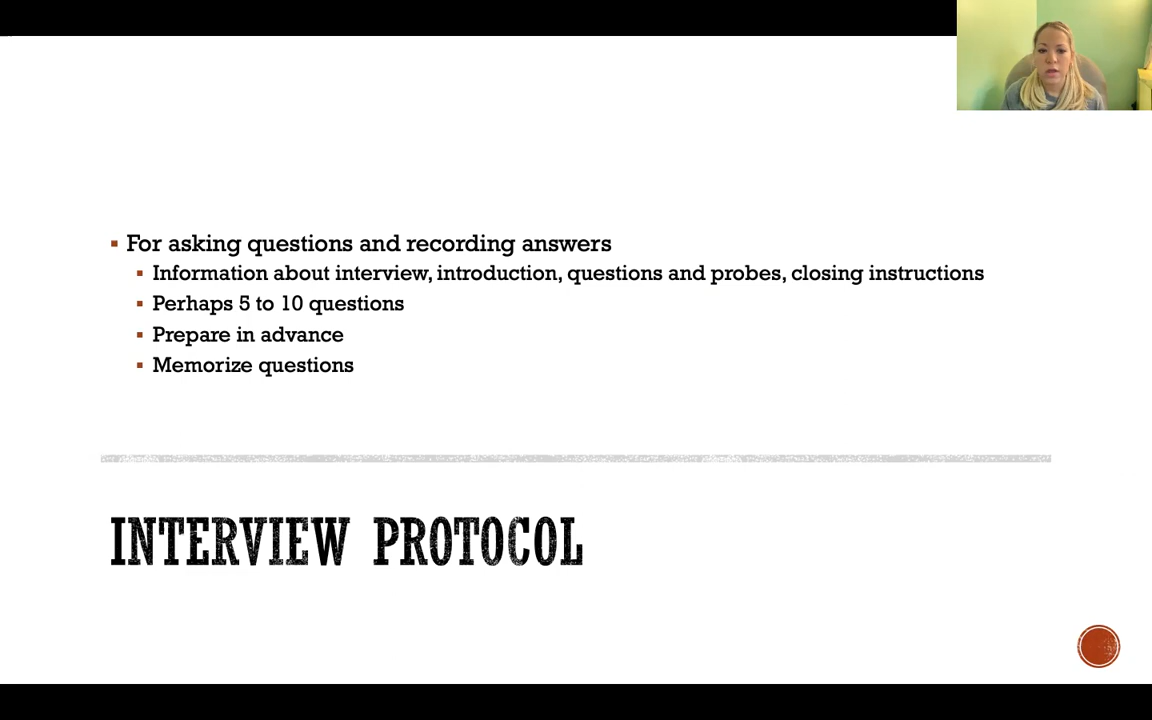 For asking questions and recording answers
Information about interview, introduction, questions and probes, closing instructions
Perhaps 5 to 10 questions
Prepare in advance
Memorize questions
INTERVIEW PROTOCOL